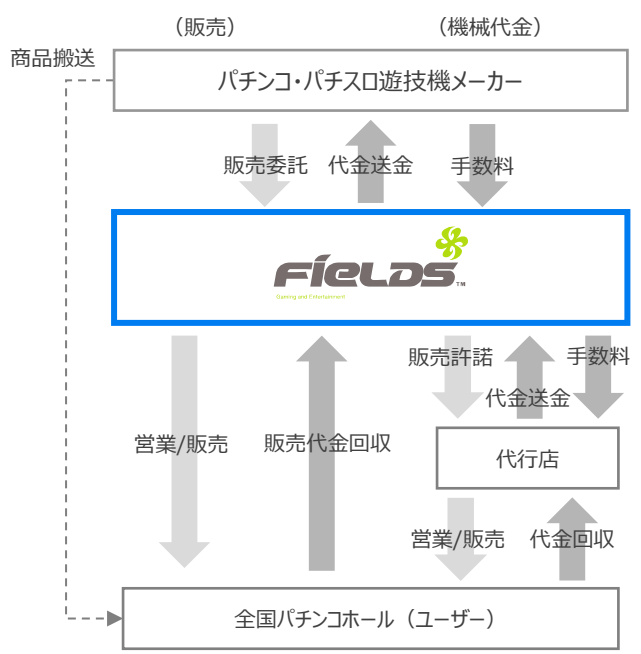 （販売）
（機械代金）
商品搬送
パチンコ・パチスロ遊技機メーカー
販売委託
代金送金
手数料
FIELDS™
Gaming and Entertainment
販売許諾
手数料
代金送金
営業/販売
販売代金回収
代行店
営業/販売
代金回収
全国パチンコホール（ユーザー）